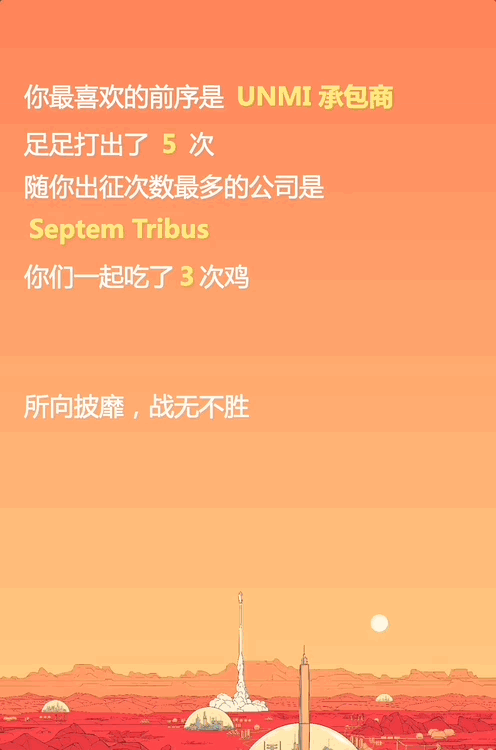 你最喜欢的前序是 UNMI 承包商
足足打出了 5 次
随你出征次数最多的公司是
Septem Tribus
你们一起吃了 3 次鸡
所向披靡，战无不胜